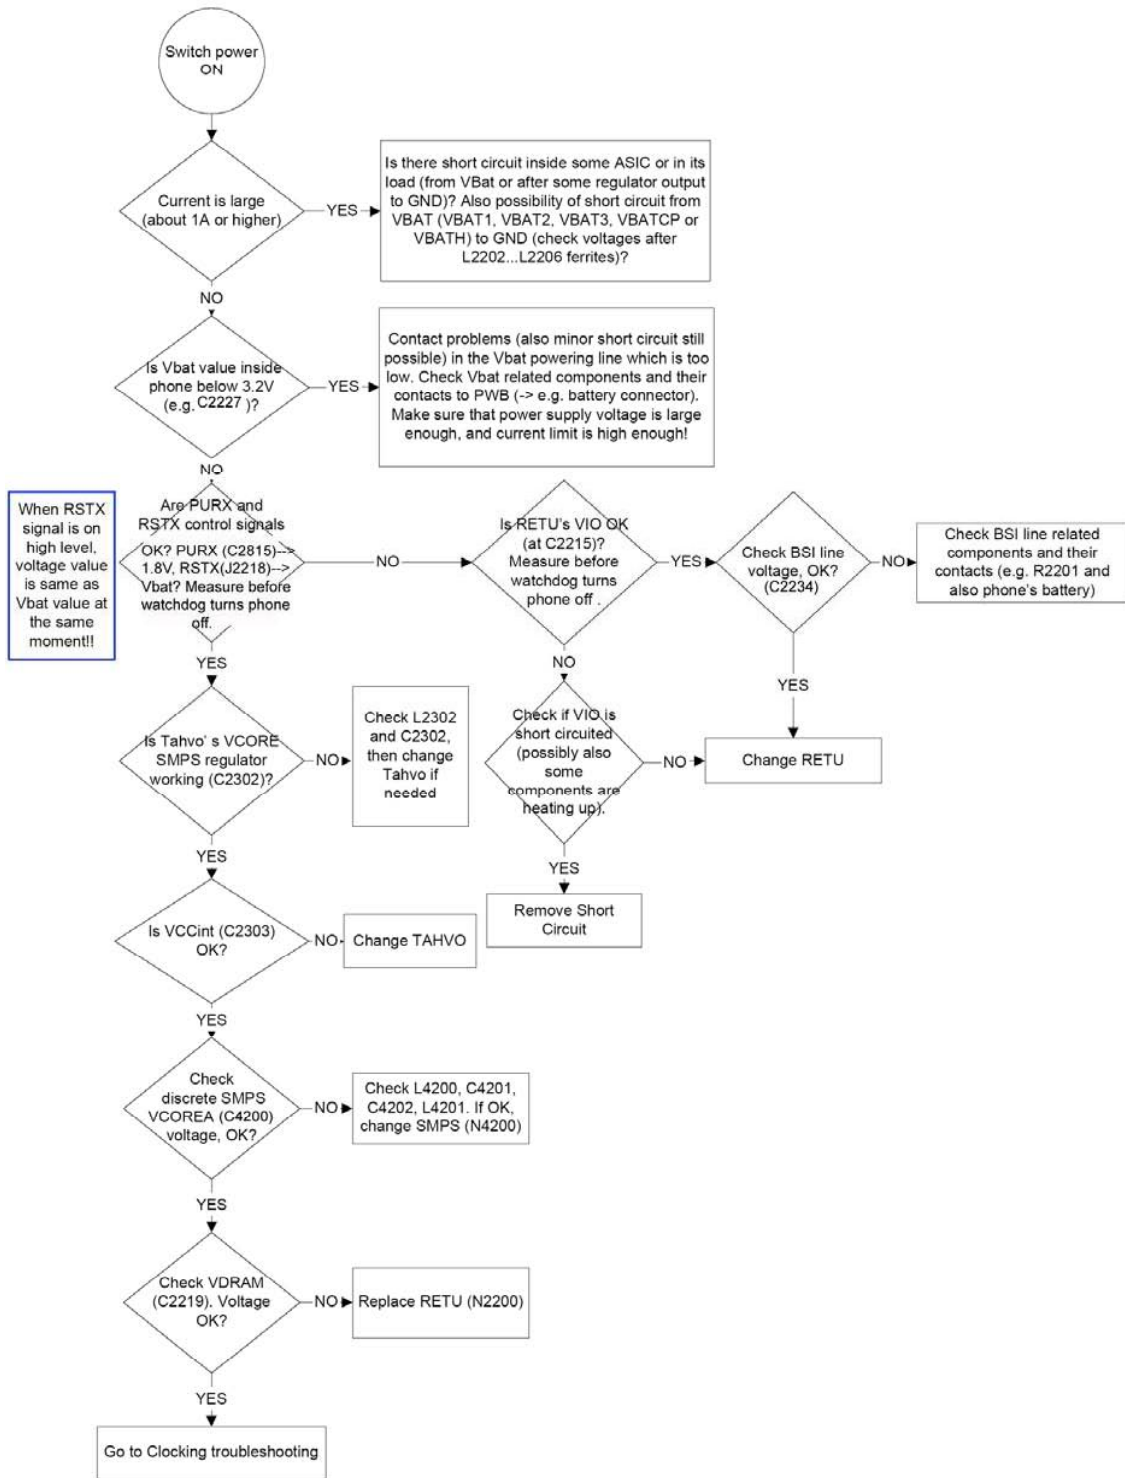 Switch power
ON
Current is large
(about 1A or higher)
YES
Is there short circuit inside some ASIC or in its
load (from VBat or after some regulator output
to GND)? Also possibility of short circuit from
VBAT (VBAT1, VBAT2, VBAT3, VBATCP or
VBATH) to GND (check voltages after
L2202...L2206 ferrites)?
NO
Is Vbat value inside
phone below 3.2V
(e.g. C2227 )?
YES
Contact problems (also minor short circuit still
possible) in the Vbat powering line which is too
low. Check Vbat related components and their
contacts to PWB (-> e.g. battery connector).
Make sure that power supply voltage is large
enough, and current limit is high enough!
NO
When RSTX
signal is on
high level,
voltage value
is same as
Vbat value at
the same
moment!!
Are PURX and
RSTX control signals
OK? PURX (C2815)-->
1.8V, RSTX(J2218)-->
Vbat? Measure before
watchdog turns phone
off.
NO
Is RETU's VIO OK
(at C2215)?
Measure before
watchdog turns
phone off .
YES
Check BSI line
voltage, OK?
(C2234)
NO
Check BSI line related
components and their
contacts (e.g. R2201 and
also phone's battery)
YES
NO
YES
Is Tahvo' s VCORE
SMPS regulator
working (C2302)?
NO
Check L2302
and C2302,
then change
Tahvo if
needed
Check if VIO is
short circuited
(possibly also
some
components are
heating up).
NO
Change RETU
YES
YES
Remove Short
Circuit
Is VCCint (C2303)
OK?
NO
Change TAHVO
YES
Check
discrete SMPS
VCOREA (C4200)
voltage, OK?
NO
Check L4200, C4201,
C4202, L4201. If OK,
change SMPS (N4200)
YES
Check VDRAM
(C2219). Voltage
OK?
NO
Replace RETU (N2200)
YES
Go to Clocking troubleshooting